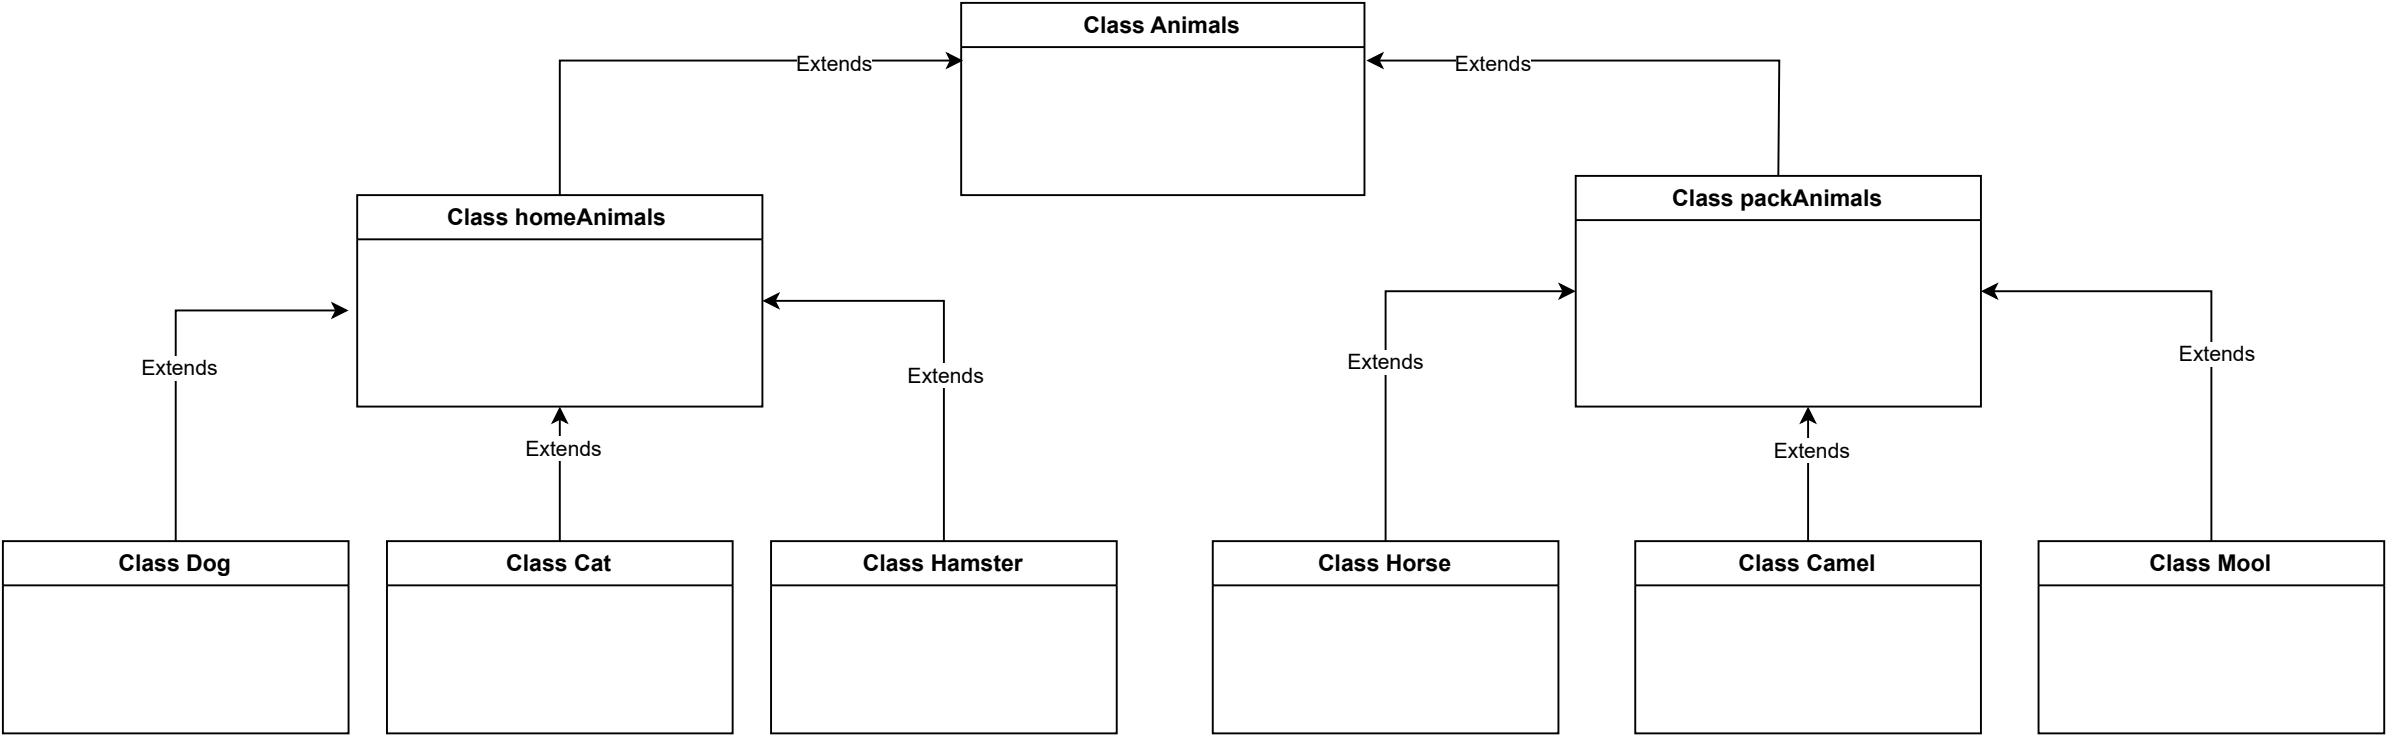 Class Animals
Extends
Extends
Class homeAnimals
Class packAnimals
Extends
Extends
Extends
Extends
Extends
Extends
Class Dog
Class Cat
Class Hamster
Class Horse
Class Camel
Class Mool